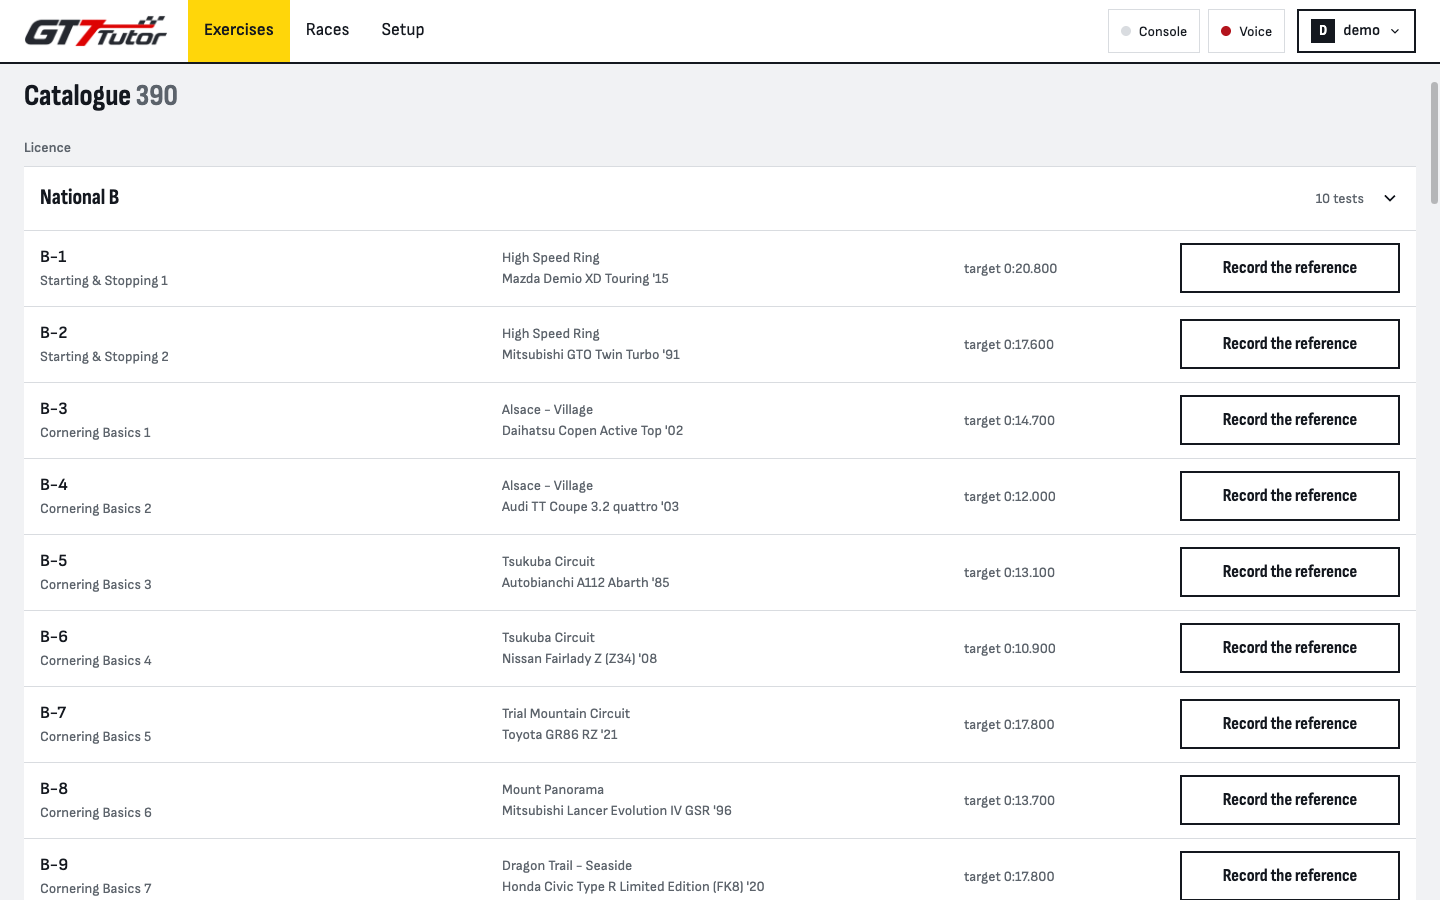 GT7 Tutor
Exercises
Races
Setup
Console
Voice
D
demo
Catalogue 390
Licence
National B
10 tests
B-1
Starting & Stopping 1
High Speed Ring
Mazda Demio XD Touring '15
target 0:20.800
Record the reference
B-2
Starting & Stopping 2
High Speed Ring
Mitsubishi GTO Twin Turbo '91
target 0:17.600
Record the reference
B-3
Cornering Basics 1
Alsace - Village
Daihatsu Copen Active Top '02
target 0:14.700
Record the reference
B-4
Cornering Basics 2
Alsace - Village
Audi TT Coupe 3.2 quattro '03
target 0:12.000
Record the reference
B-5
Cornering Basics 3
Tsukuba Circuit
Autobianchi A112 Abarth '85
target 0:13.100
Record the reference
B-6
Cornering Basics 4
Tsukuba Circuit
Nissan Fairlady Z (Z34) '08
target 0:10.900
Record the reference
B-7
Cornering Basics 5
Trial Mountain Circuit
Toyota GR86 RZ '21
target 0:17.800
Record the reference
B-8
Cornering Basics 6
Mount Panorama
Mitsubishi Lancer Evolution IV GSR '96
target 0:13.700
Record the reference
B-9
Cornering Basics 7
Dragon Trail - Seaside
Honda Civic Type R Limited Edition (FK8) '20
target 0:17.800
Record the reference